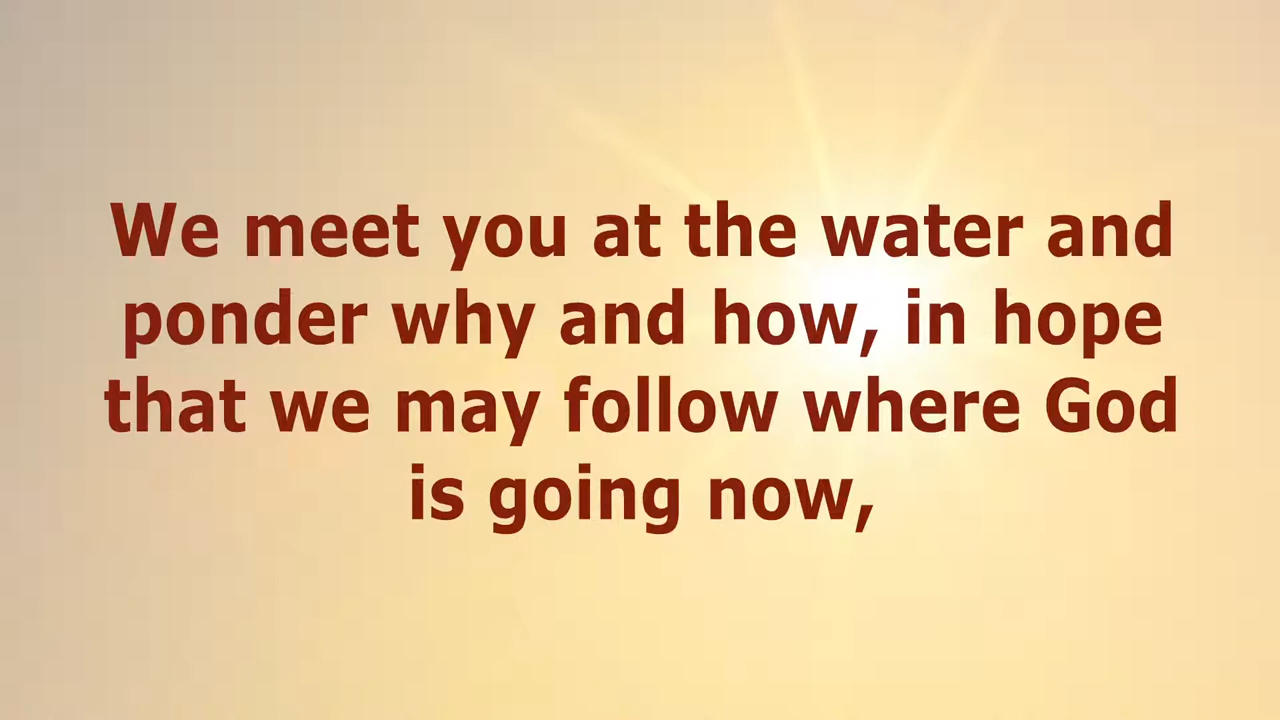 We meet you at the water and
ponder why and how, in hope
that we may follow where God
is going now,